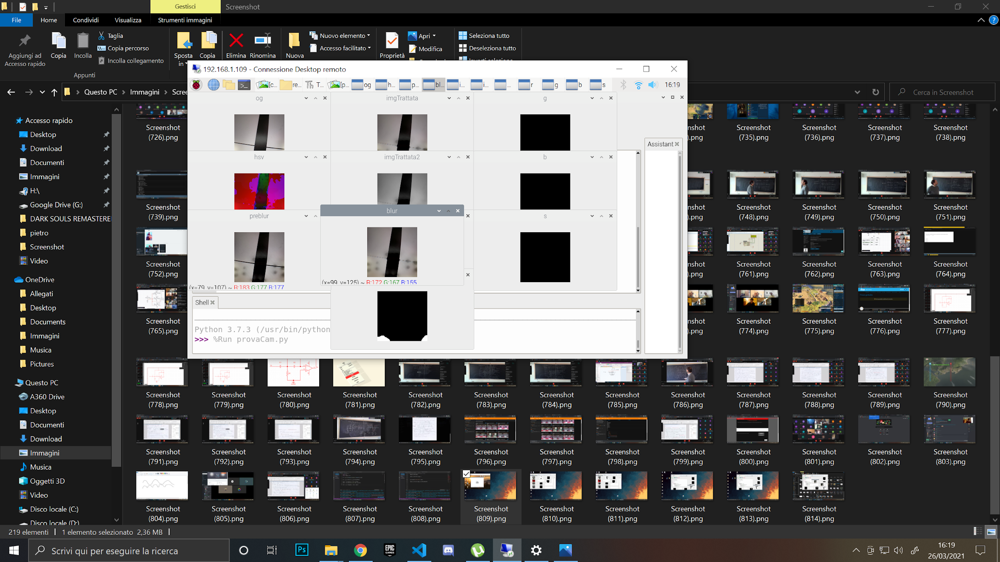 Gestisci
Screenshot
File
Home
Condividi
Visualizza
Strumenti immagini
Aggiungi ad
Accesso rapido
Copia
Incolla
Taglia
Copia percorso
Incolla collegamento
Appunti
Sposta
in
Copia
Elimina
Rinomina
Nuova
Nuovo elemento
Accesso facilitato
Proprietà
Apri
Modifica
Seleziona tutto
Deseleziona tutto
Questo PC
Immagini
Scree
Cerca in Screenshot
192.168.1.109 - Connessione Desktop remoto
[c...
re...
T...
[p...
og
h...
p...
bl...
i...
i...
...
r
g
b
s
16:19
og
imgTrattata
g
hsv
imgTrattata2
b
preblur
blur
s
(x=79, y=107) ~ R:183 G:177 B:177
(x=99, y=125) ~ R:172 G:167 B:155
Assistant
Shell
Python 3.7.3 (/usr/bin/python
>>> %Run provaCam.py
Accesso rapido
Desktop
Download
Documenti
Immagini
H:\
Google Drive (G:)
DARK SOULS REMASTERE
pietro
Screenshot
Video
OneDrive
Allegati
Desktop
Documents
Immagini
Musica
Pictures
Questo PC
A360 Drive
Desktop
Documenti
Download
Immagini
Musica
Oggetti 3D
Video
Disco locale (C:)
Disco locale (D:)
Screenshot (726).png
nshot ).png
Screenshot (735).png
Screenshot (736).png
Screenshot (737).png
Screenshot (738).png
Screenshot (739).png
nshot ).png
Screenshot (748).png
Screenshot (749).png
Screenshot (750).png
Screenshot (751).png
Screenshot (752).png
nshot ).png
Screenshot (761).png
Screenshot (762).png
Screenshot (763).png
Screenshot (764).png
Screenshot (765).png
nshot ).png
Screenshot (774).png
Screenshot (775).png
Screenshot (776).png
Screenshot (777).png
Screenshot (778).png
Screenshot (779).png
Screenshot (780).png
Screenshot (781).png
Screenshot (782).png
Screenshot (783).png
Screenshot (784).png
Screenshot (785).png
Screenshot (786).png
Screenshot (787).png
Screenshot (788).png
Screenshot (789).png
Screenshot (790).png
Screenshot (791).png
Screenshot (792).png
Screenshot (793).png
Screenshot (794).png
Screenshot (795).png
Screenshot (796).png
Screenshot (797).png
Screenshot (798).png
Screenshot (799).png
Screenshot (800).png
Screenshot (801).png
Screenshot (802).png
Screenshot (803).png
Screenshot (804).png
Screenshot (805).png
Screenshot (806).png
Screenshot (807).png
Screenshot (808).png
Screenshot (809).png
Screenshot (810).png
Screenshot (811).png
Screenshot (812).png
Screenshot (813).png
Screenshot (814).png
219 elementi
1 elemento selezionato 2,36 MB
Scrivi qui per eseguire la ricerca
Ps
EPIC
GAMES
16:19
26/03/2021